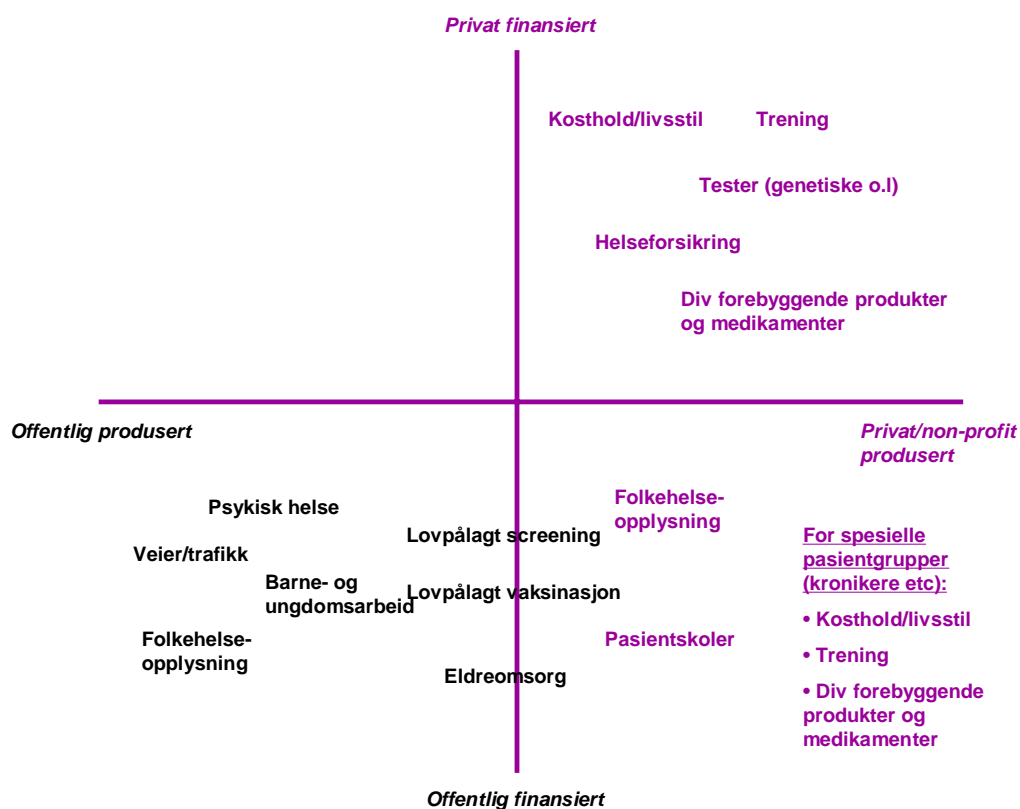 Privat finansiert
Kosthold/livsstil
Trening
Tester (genetiske o.l)
Helseforsikring
Div forebyggende produkter
og medikamenter
Offentlig produsert
Privat/non-profit
produsert
Psykisk helse
Veier/trafikk
Barne- og
ungdomsarbeid
Folkehelse-
opplysning
Lovpålagt screening
Lovpålagt vaksinasjon
Eldreomsorg
Folkehelse-
opplysning
Pasientskoler
For spesielle
pasientgrupper
(kronikere etc):
• Kosthold/livsstil
• Trening
• Div forebyggende
produkter og
medikamenter
Offentlig finansiert